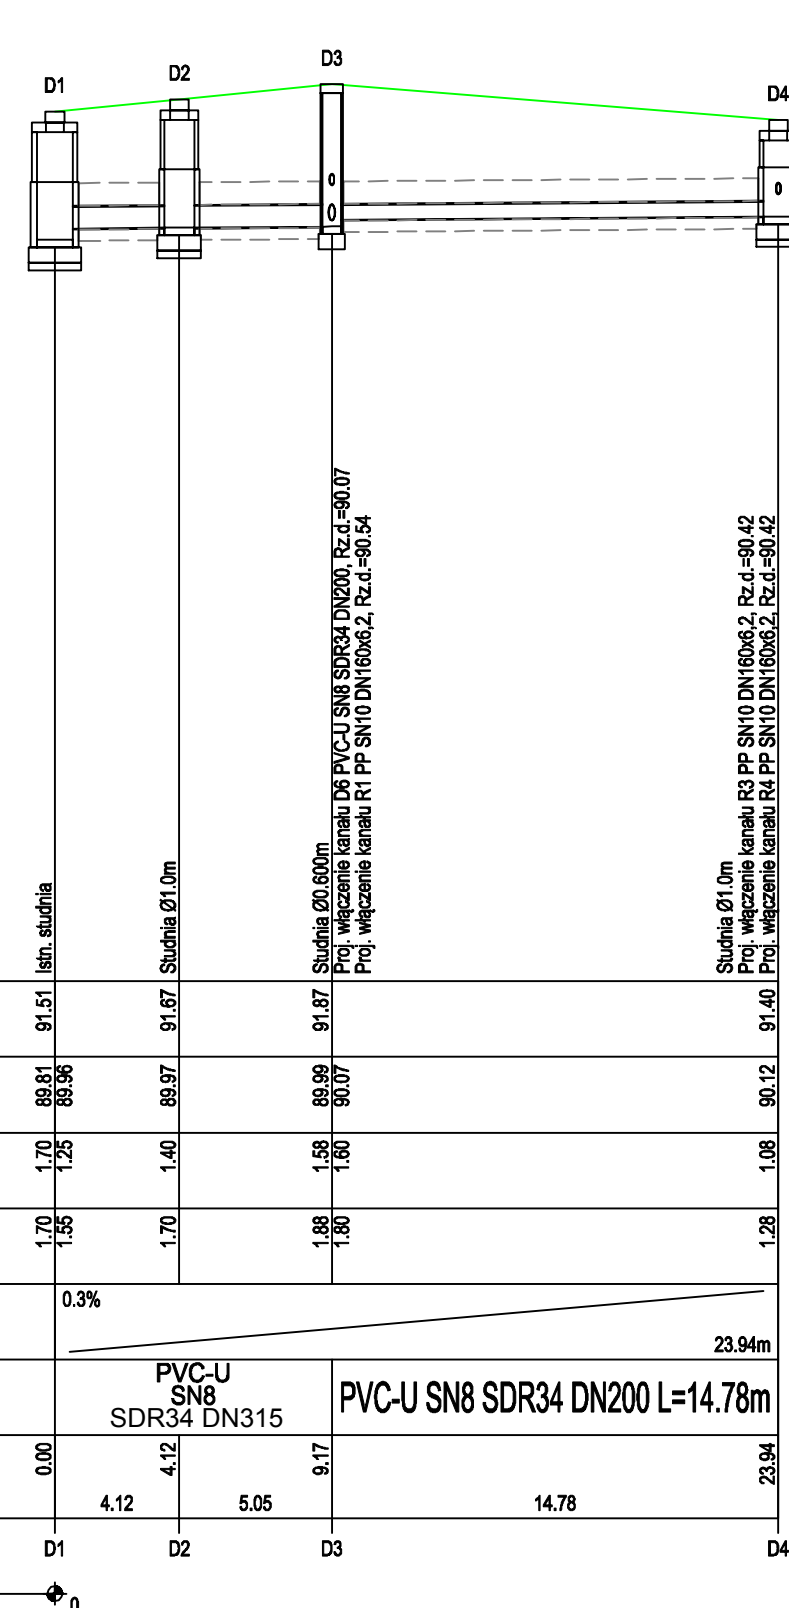 D1
D2
D3
D4
Istn. studnia
Studnia Ø1.0m
Studnia Ø0.600m
Proj. włączenie kanału D6 PVC-U SN8 SDR34 DN200, Rz.d.=90.07
Proj. włączenie kanału R1 PP SN10 DN160x6,2, Rz.d.=90.54
Studnia Ø1.0m
Proj. włączenie kanału R3 PP SN10 DN160x6,2, Rz.d.=90.42
Proj. włączenie kanału R4 PP SN10 DN160x6,2, Rz.d.=90.42
91.51
91.67
91.87
91.40
89.81
89.96
89.97
89.99
90.07
90.12
1.70
1.25
1.40
1.58
1.60
1.08
1.70
1.55
1.70
1.88
1.80
1.28
0.3%
23.94m
PVC-U
SN8
SDR34 DN315
PVC-U SN8 SDR34 DN200 L=14.78m
0.00
4.12
9.17
23.94
4.12
5.05
14.78
D1
D2
D3
D4
0